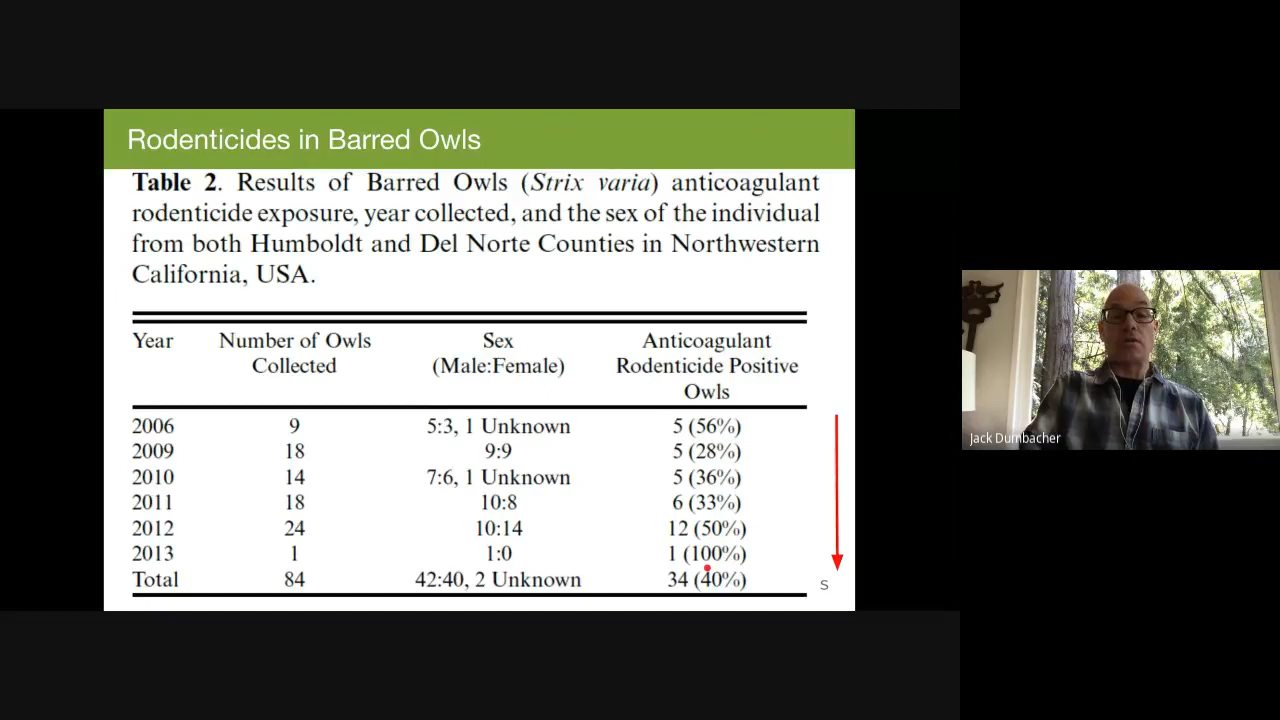 Rodenticides in Barred Owls
Table 2. Results of Barred Owls (Strix varia) anticoagulant
rodenticide exposure, year collected, and the sex of the individual
from both Humboldt and Del Norte Counties in Northwestern
California, USA.
Year Number of Owls Collected Sex (Male:Female) Anticoagulant Rodenticide Positive Owls
2006 9 5:3, 1 Unknown 5 (56%)
2009 18 9:9 5 (28%)
2010 14 7:6, 1 Unknown 5 (36%)
2011 18 10:8 6 (33%)
2012 24 10:14 12 (50%)
2013 1 1:0 1 (100%)
Total 84 42:40, 2 Unknown 34 (40%)
S
Jack Dumbacher